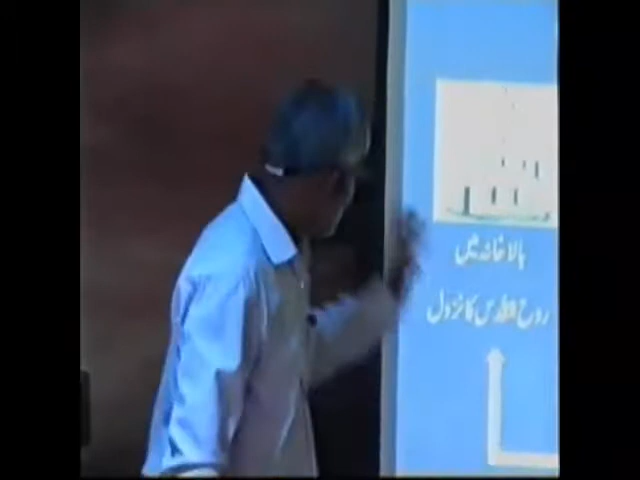 بالاخانہ میں
روح القدس کا نزول